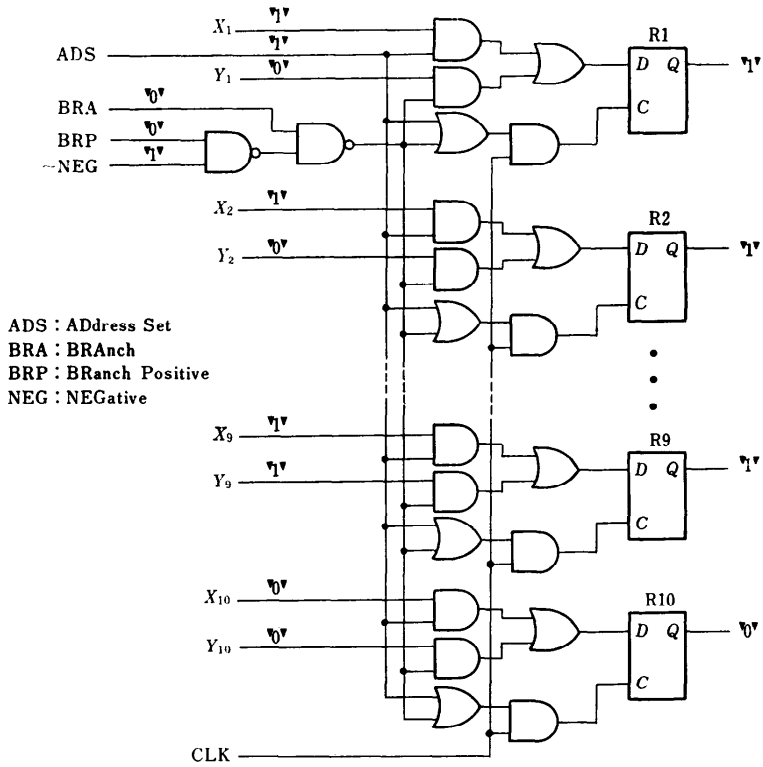 X₁ "1"
ADS "1"
Y₁ "0"
BRA "0"
BRP "0"
~NEG "1"
R1
D Q "1"
C
X₂ "1"
Y₂ "0"
R2
D Q "1"
C
ADS : ADdress Set
BRA : BRAnch
BRP : BRanch Positive
NEG : NEGative
X₉ "1"
Y₉ "1"
R9
D Q "1"
C
X₁₀ "0"
Y₁₀ "0"
R10
D Q "0"
C
CLK